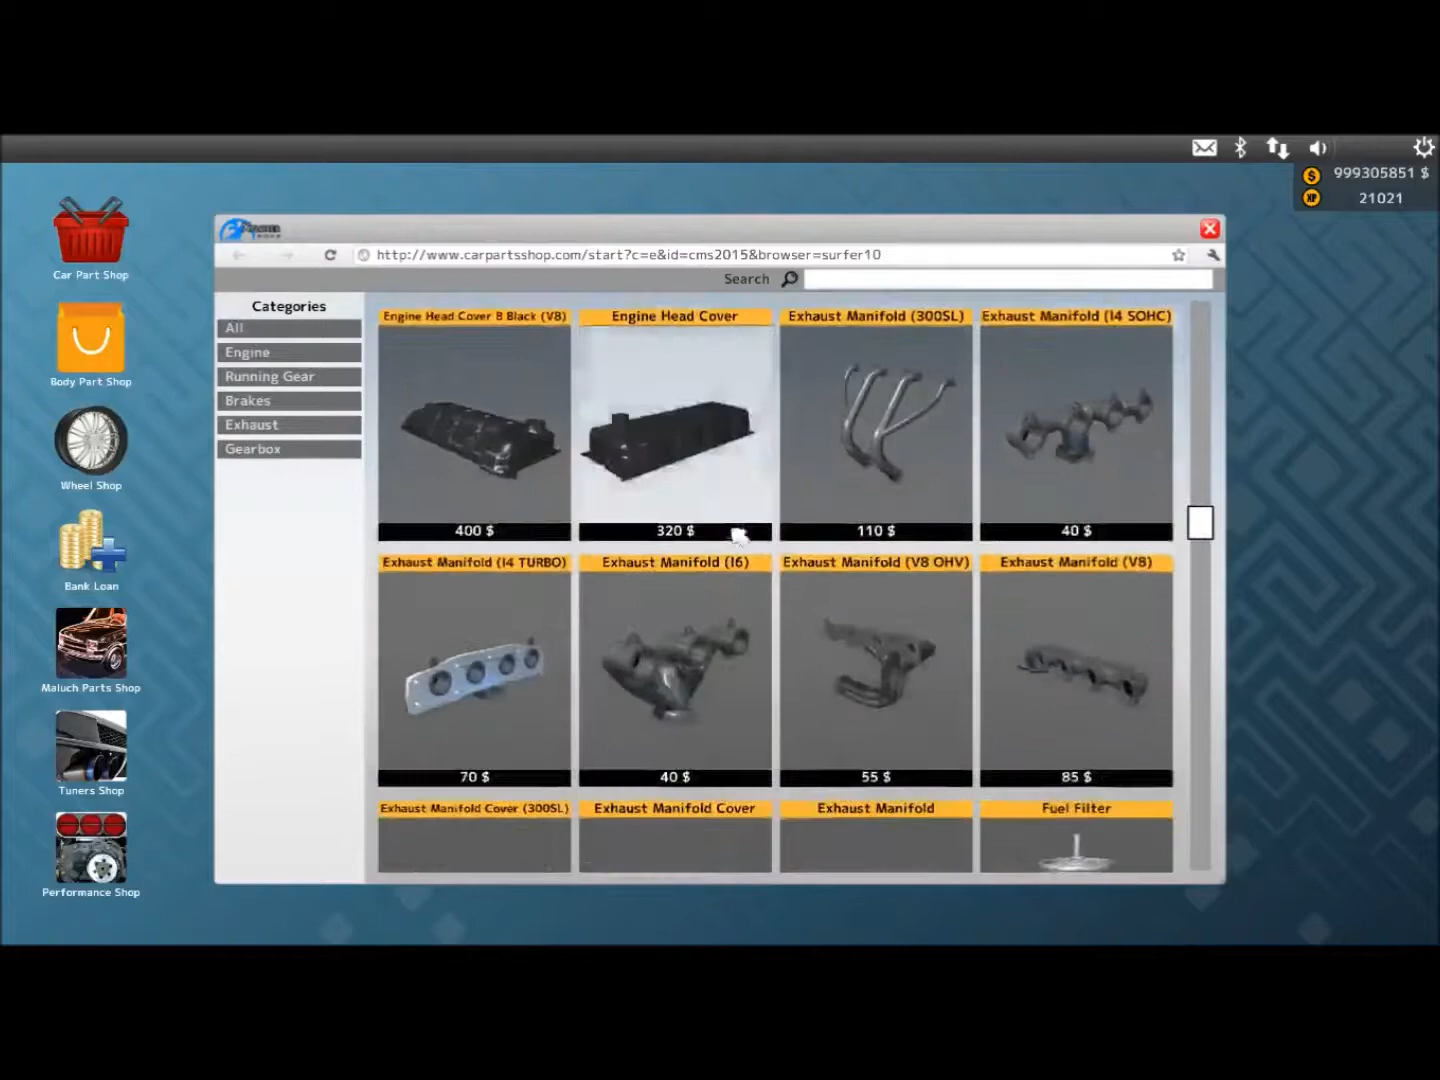 999305851 $
21021
Car Part Shop
Body Part Shop
Wheel Shop
Bank Loan
Maluch Parts Shop
Tuners Shop
Performance Shop
http://www.carpartsshop.com/start?c=e&id=cms2015&browser=surfer10
Search
Categories
All
Engine
Running Gear
Brakes
Exhaust
Gearbox
Engine Head Cover B Black (V8)
Engine Head Cover
Exhaust Manifold (300SL)
Exhaust Manifold (I4 SOHC)
400 $
320 $
110 $
40 $
Exhaust Manifold (I4 TURBO)
Exhaust Manifold (I6)
Exhaust Manifold (V8 OHV)
Exhaust Manifold (V8)
70 $
40 $
55 $
85 $
Exhaust Manifold Cover (300SL)
Exhaust Manifold Cover
Exhaust Manifold
Fuel Filter